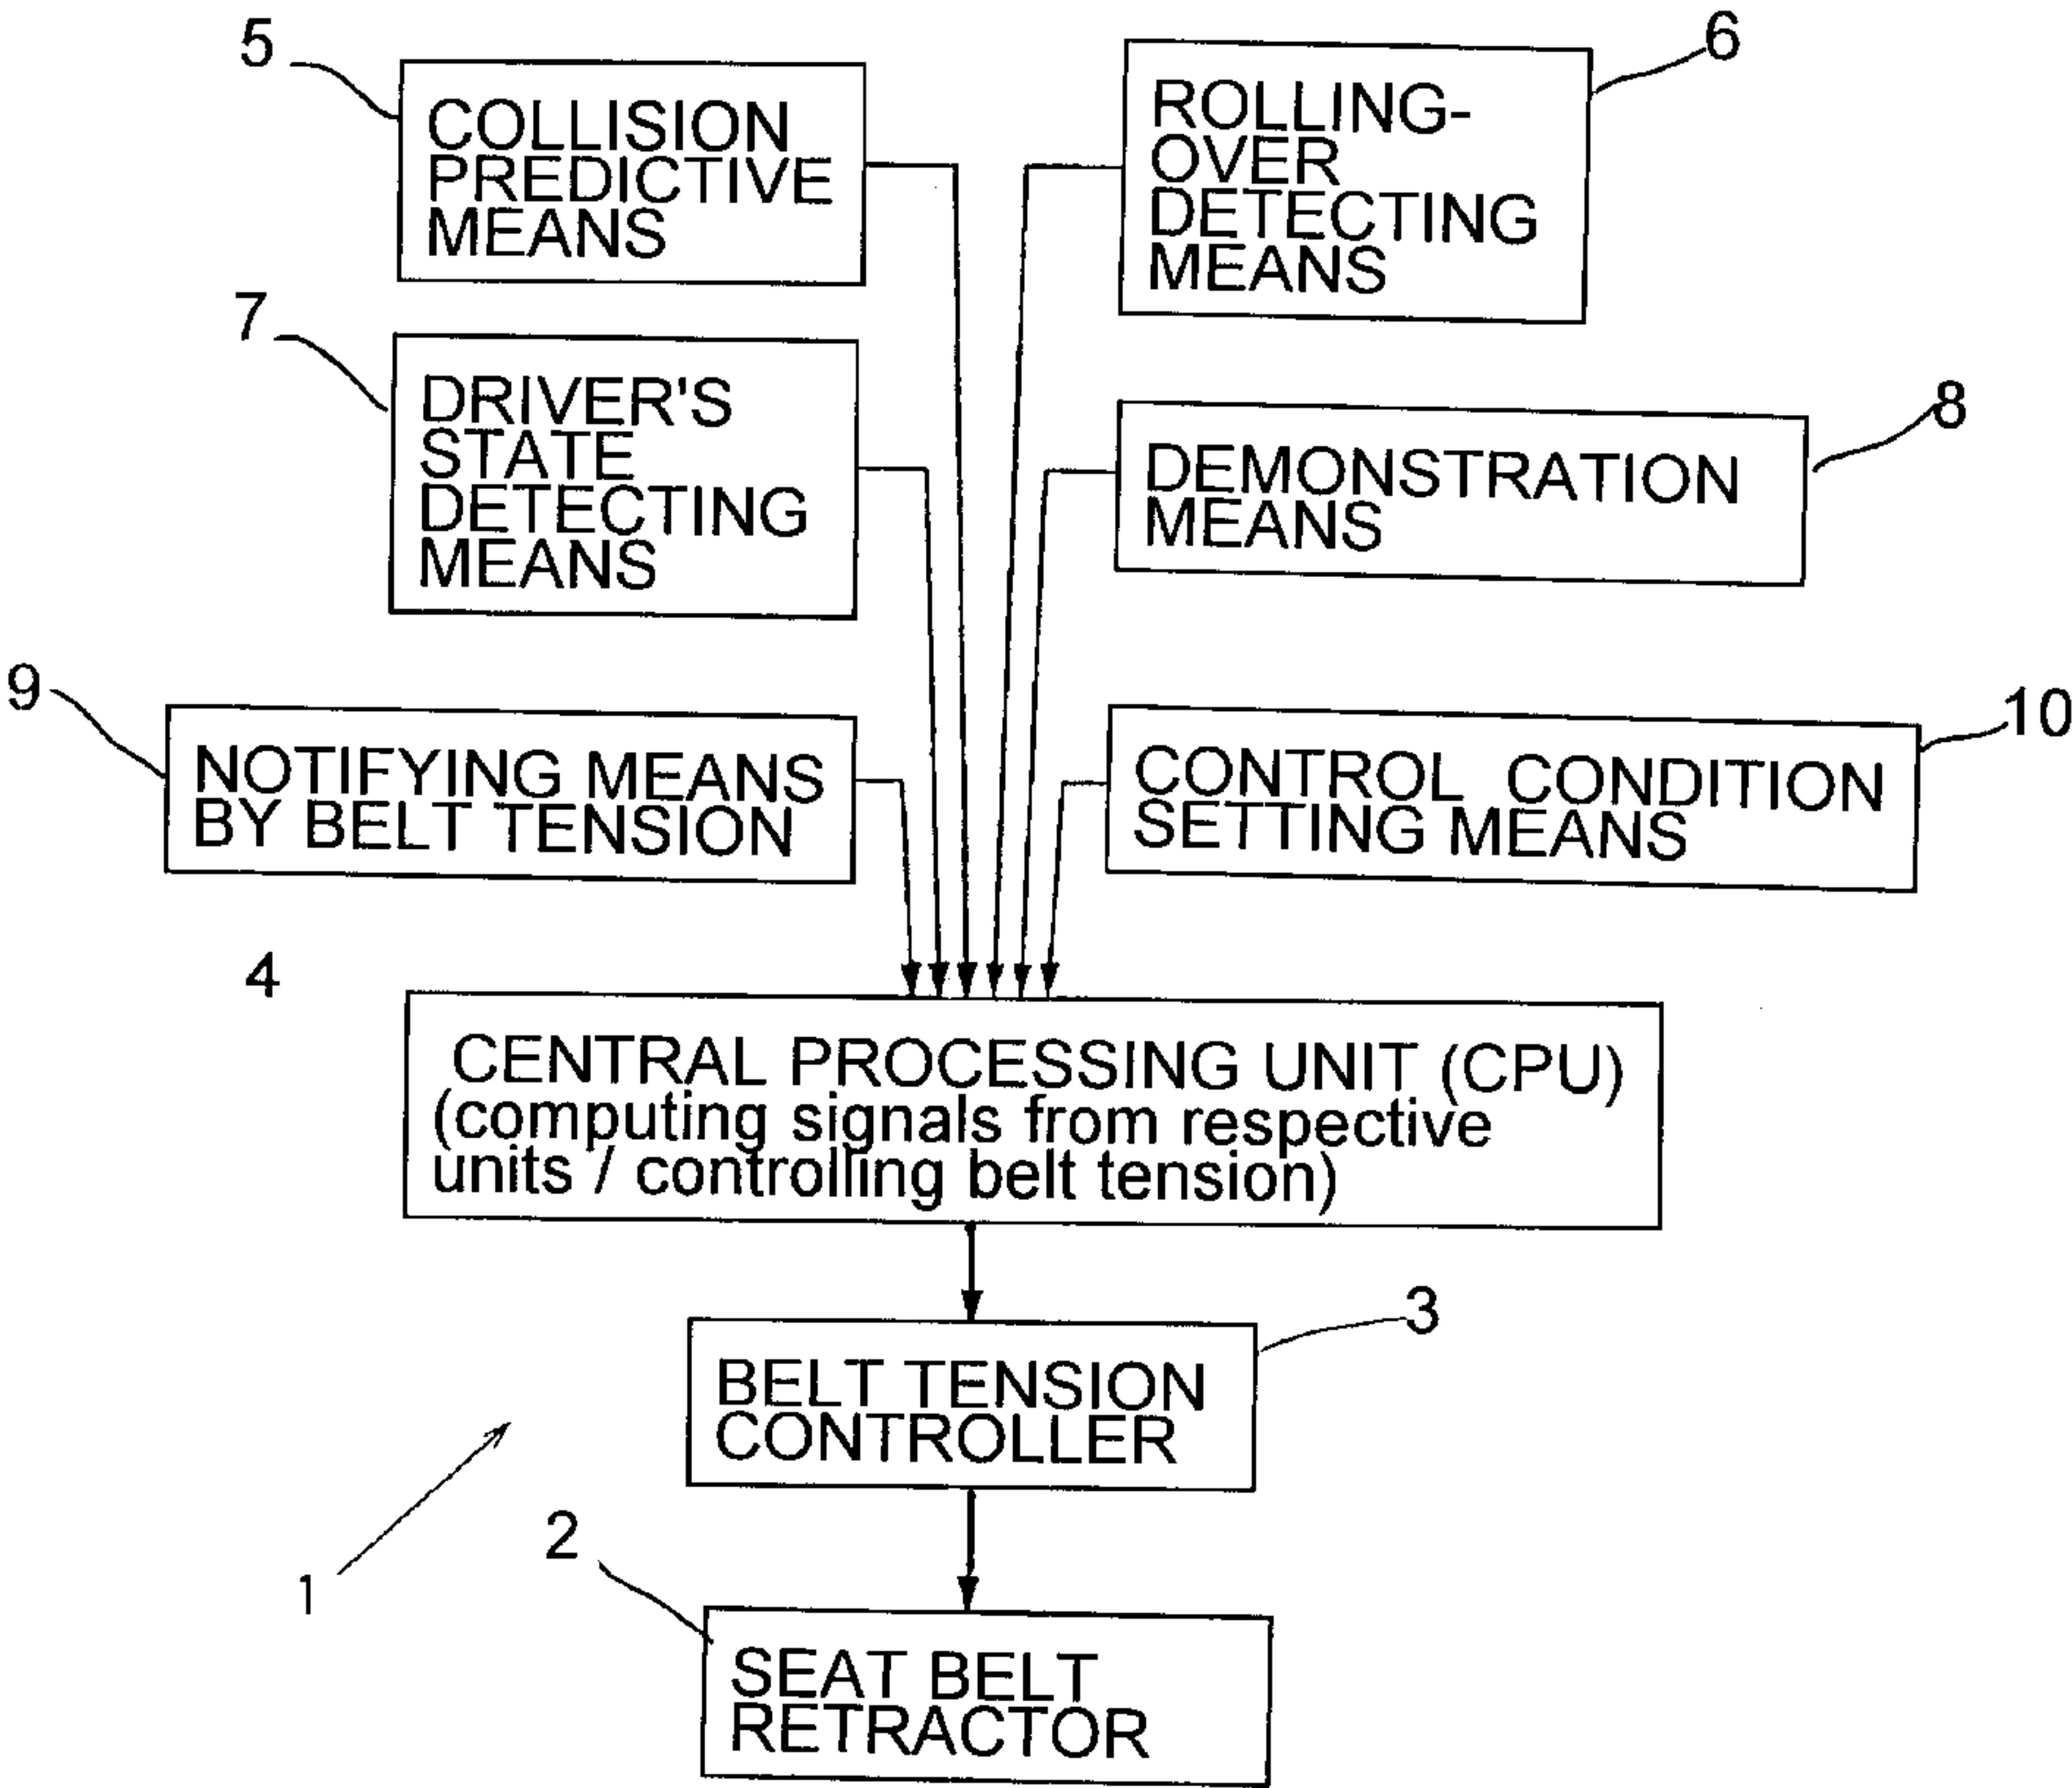 5
COLLISION
PREDICTIVE
MEANS
6
ROLLING-
OVER
DETECTING
MEANS
7
DRIVER'S
STATE
DETECTING
MEANS
8
DEMONSTRATION
MEANS
9
NOTIFYING MEANS
BY BELT TENSION
10
CONTROL CONDITION
SETTING MEANS
4
CENTRAL PROCESSING UNIT (CPU)
(computing signals from respective
units / controlling belt tension)
3
BELT TENSION
CONTROLLER
1
2
SEAT BELT
RETRACTOR